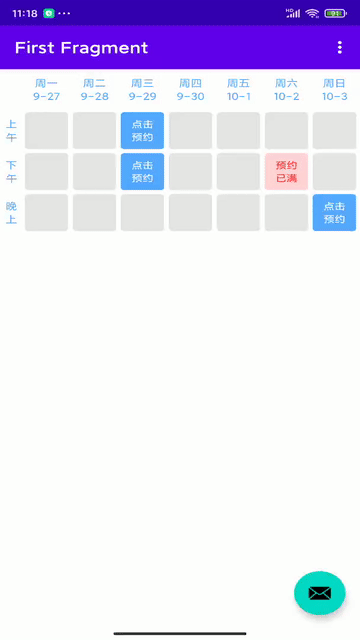 11:18
HD
91
First Fragment
周一 周二 周三 周四 周五 周六 周日
9-27 9-28 9-29 9-30 10-1 10-2 10-3
上午
点击预约
下午
点击预约
预约已满
晚上
点击预约